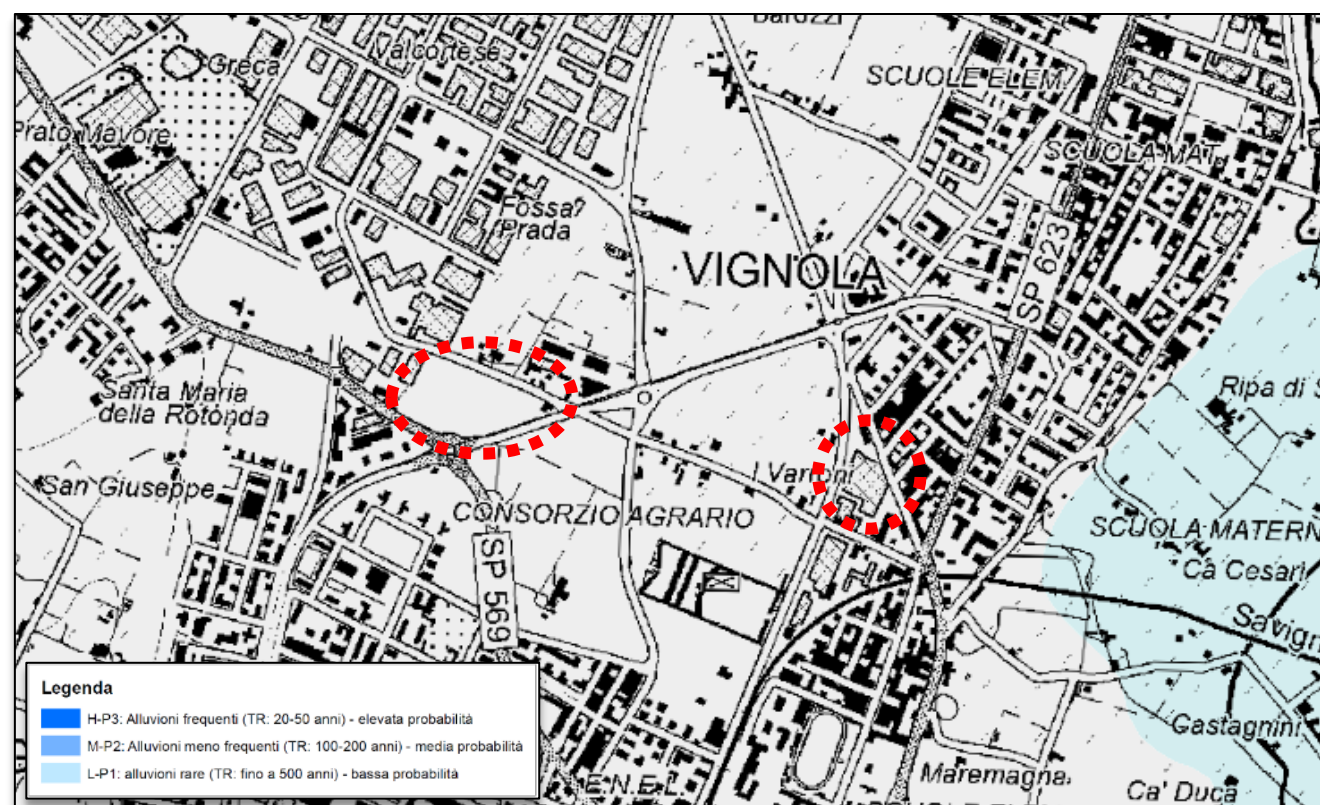 Barozzi
Valcortese
Greca
SCUOLE ELEM.
Prato Mavore
SCUOLA MAT.
Fossa
Prada
VIGNOLA
SP 623
Santa Maria
della Rotonda
Ripa di S
I Varroni
San Giuseppe
CONSORZIO AGRARIO
SCUOLA MATERN
SP 569
Ca Cesari
Savign
Castagnini
Maremagna
Ca' Duca
E.N.E.L.
Legenda
H-P3: Alluvioni frequenti (TR: 20-50 anni) - elevata probabilità
M-P2: Alluvioni meno frequenti (TR: 100-200 anni) - media probabilità
L-P1: alluvioni rare (TR: fino a 500 anni) - bassa probabilità